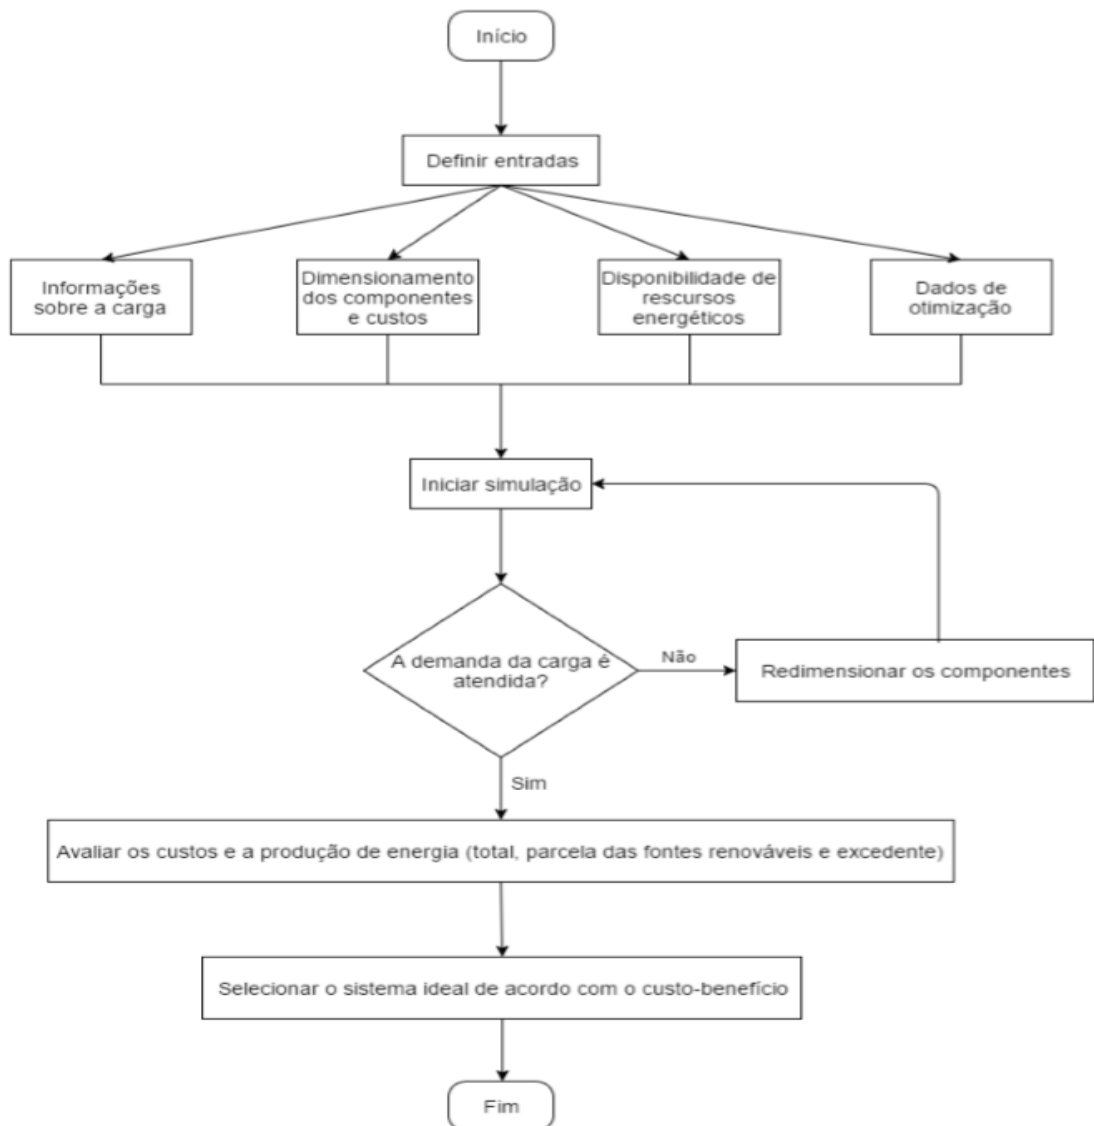 Início
Definir entradas
Informações
sobre a carga
Dimensionamento
dos componentes
e custos
Disponibilidade de
rescursos
energéticos
Dados de
otimização
Iniciar simulação
A demanda da carga é
atendida?
Não
Redimensionar os componentes
Sim
Avaliar os custos e a produção de energia (total, parcela das fontes renováveis e excedente)
Selecionar o sistema ideal de acordo com o custo-benefício
Fim